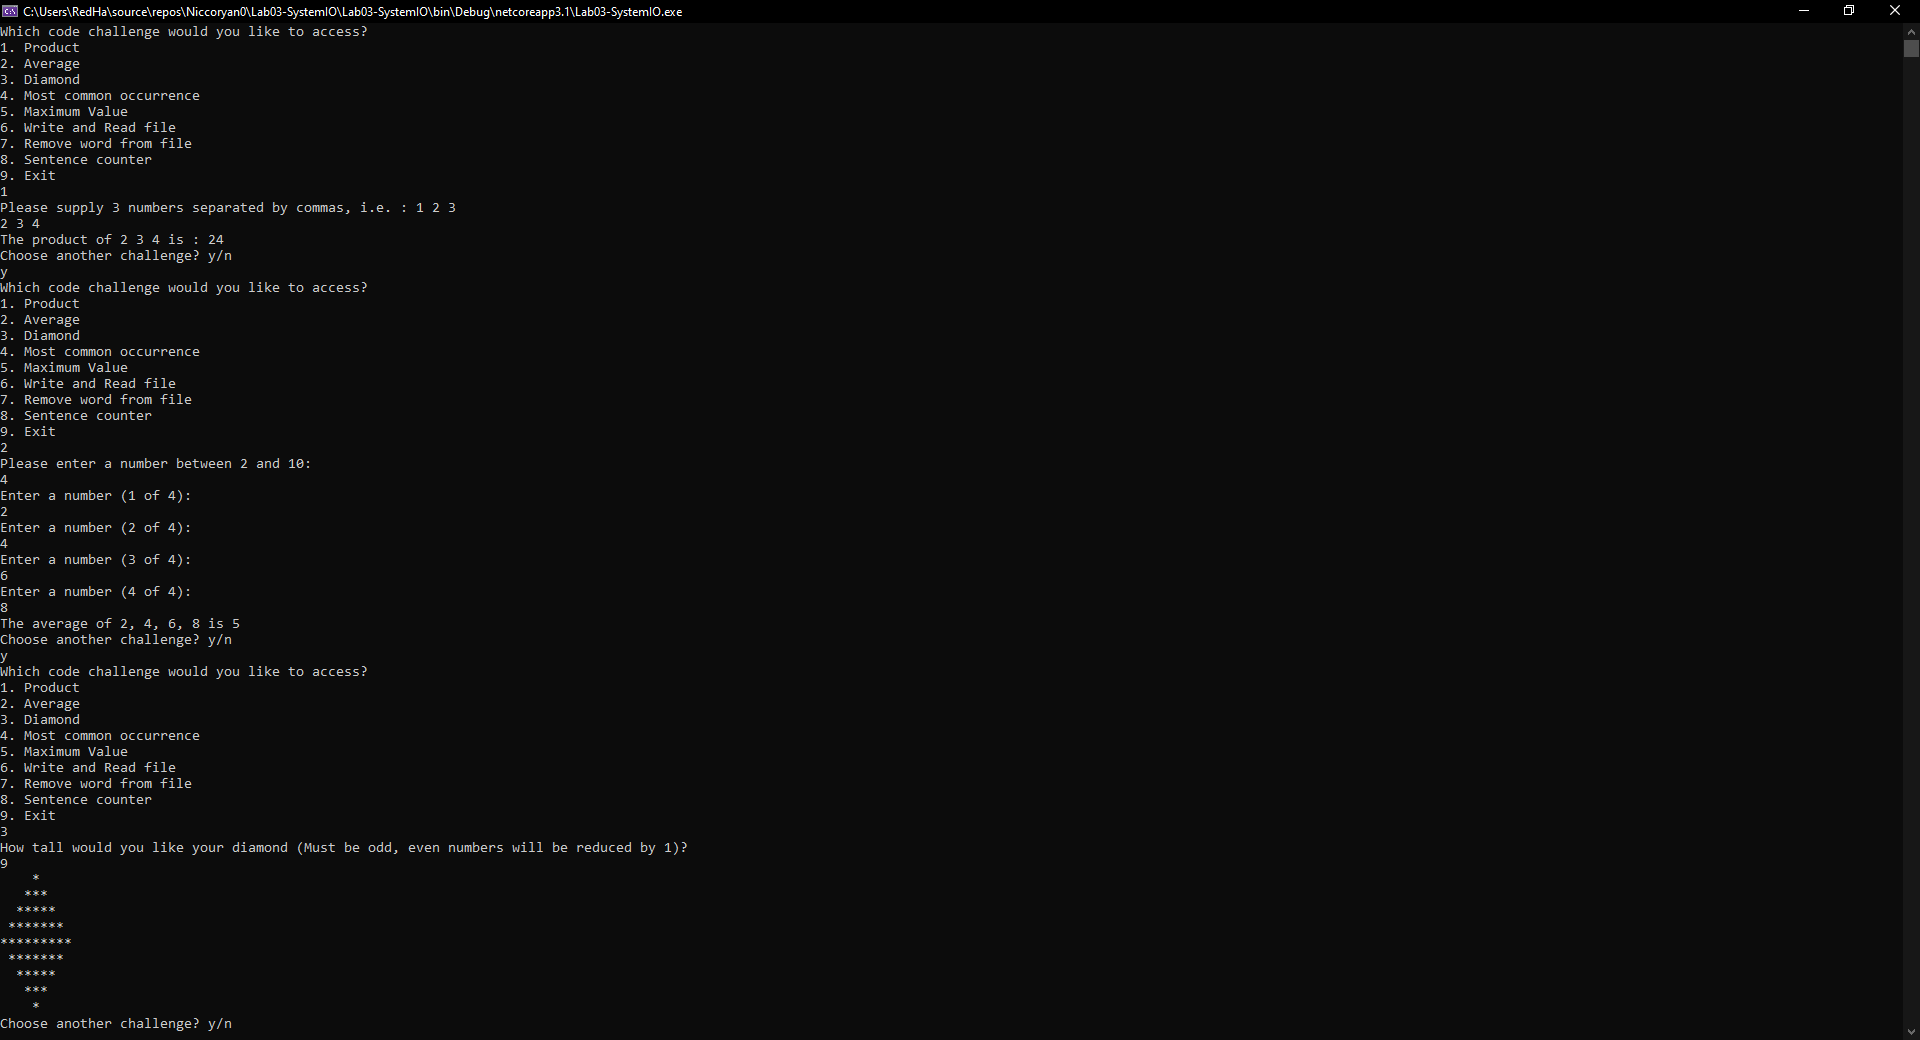 C:\Users\RedHa\source\repos\Niccoryan0\Lab03-SystemIO\Lab03-SystemIO\bin\Debug\netcoreapp3.1\Lab03-SystemIO.exe
Which code challenge would you like to access?
1. Product
2. Average
3. Diamond
4. Most common occurrence
5. Maximum Value
6. Write and Read file
7. Remove word from file
8. Sentence counter
9. Exit
1
Please supply 3 numbers separated by commas, i.e. : 1 2 3
2 3 4
The product of 2 3 4 is : 24
Choose another challenge? y/n
y
Which code challenge would you like to access?
1. Product
2. Average
3. Diamond
4. Most common occurrence
5. Maximum Value
6. Write and Read file
7. Remove word from file
8. Sentence counter
9. Exit
2
Please enter a number between 2 and 10:
4
Enter a number (1 of 4):
2
Enter a number (2 of 4):
4
Enter a number (3 of 4):
6
Enter a number (4 of 4):
8
The average of 2, 4, 6, 8 is 5
Choose another challenge? y/n
y
Which code challenge would you like to access?
1. Product
2. Average
3. Diamond
4. Most common occurrence
5. Maximum Value
6. Write and Read file
7. Remove word from file
8. Sentence counter
9. Exit
3
How tall would you like your diamond (Must be odd, even numbers will be reduced by 1)?
9
    *
   ***
  *****
 *******
*********
 *******
  *****
   ***
    *
Choose another challenge? y/n